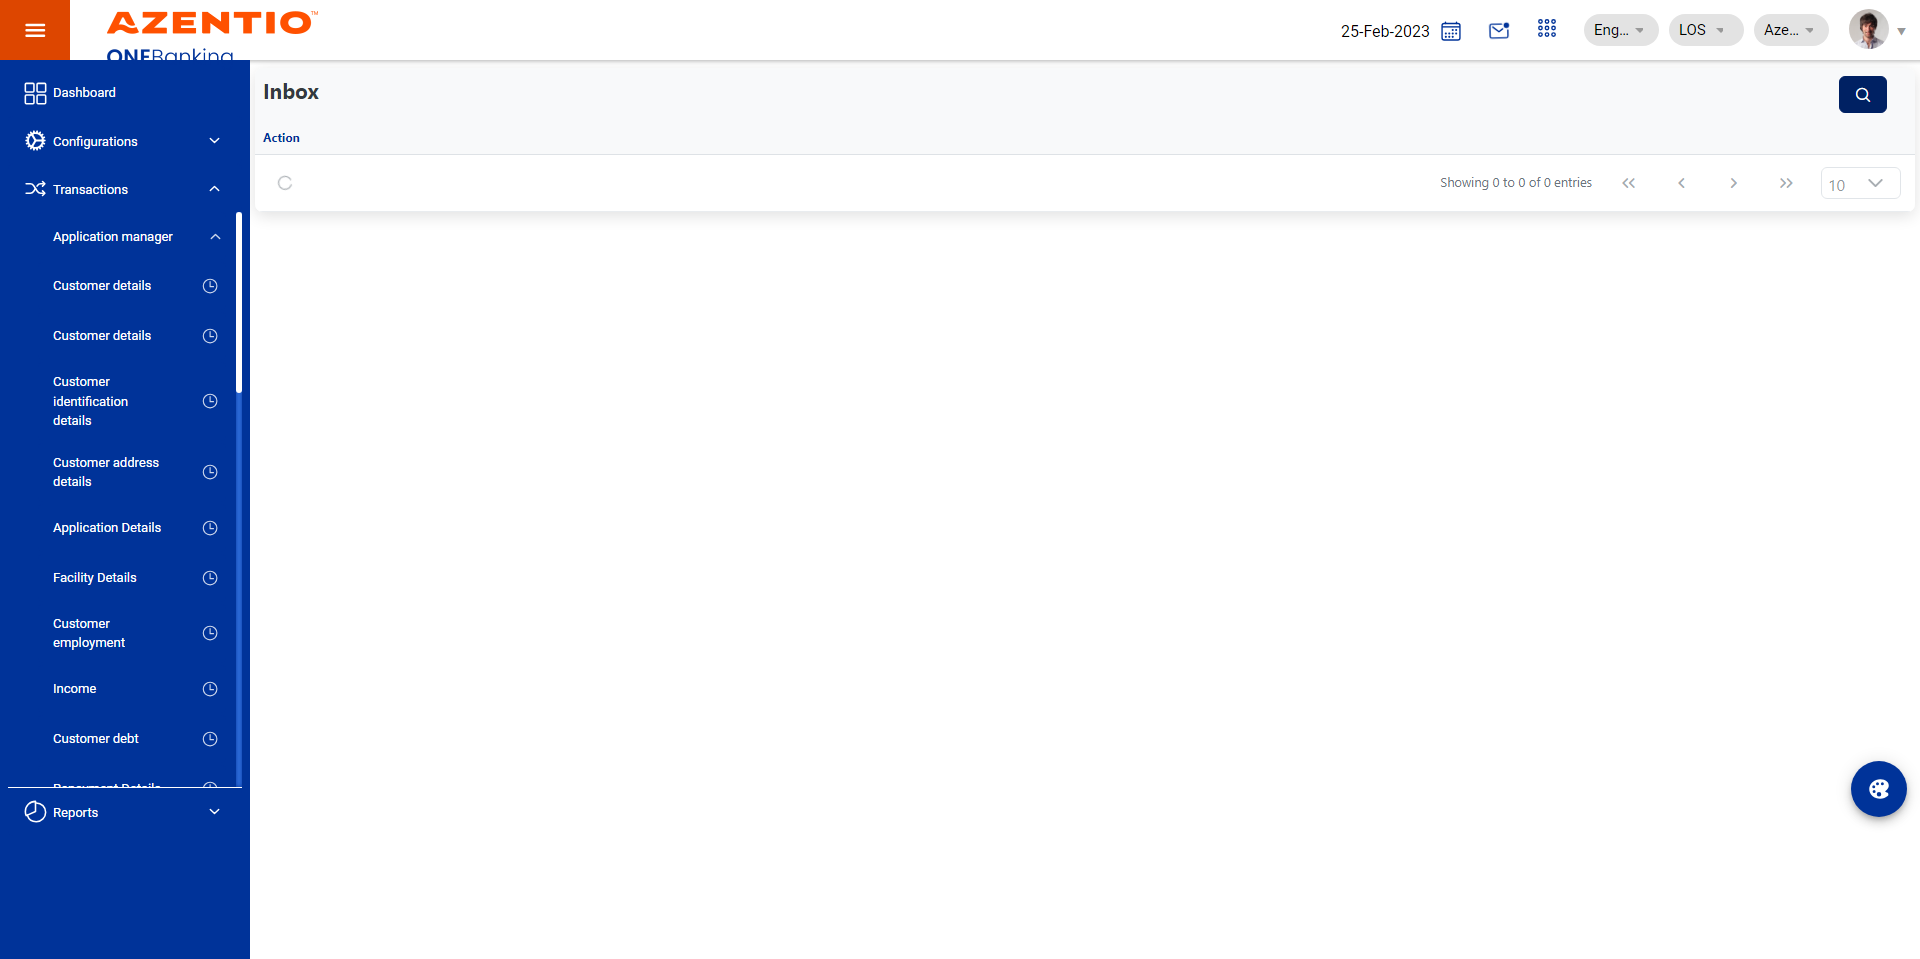 AZENTIO™
ONEBanking
25-Feb-2023
Eng...
LOS
Aze...
Dashboard
Configurations
Transactions
Application manager
Customer details
Customer details
Customer
identification
details
Customer address
details
Application Details
Facility Details
Customer
employment
Income
Customer debt
Repayment Details
Reports
Inbox
Action
Showing 0 to 0 of 0 entries
10